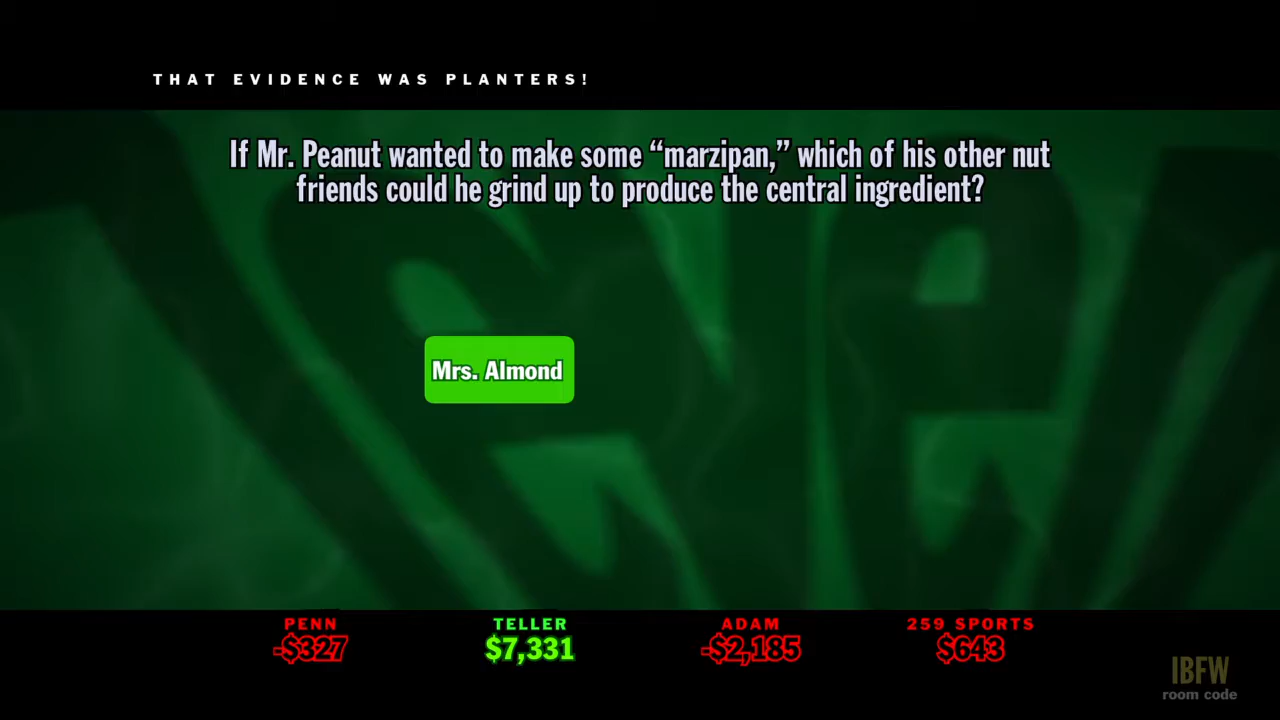 THAT EVIDENCE WAS PLANTERS!
If Mr. Peanut wanted to make some “marzipan,” which of his other nut
friends could he grind up to produce the central ingredient?
Mrs. Almond
PENN
-$327
TELLER
$7,331
ADAM
-$2,185
259 SPORTS
$643
IBFW
room code